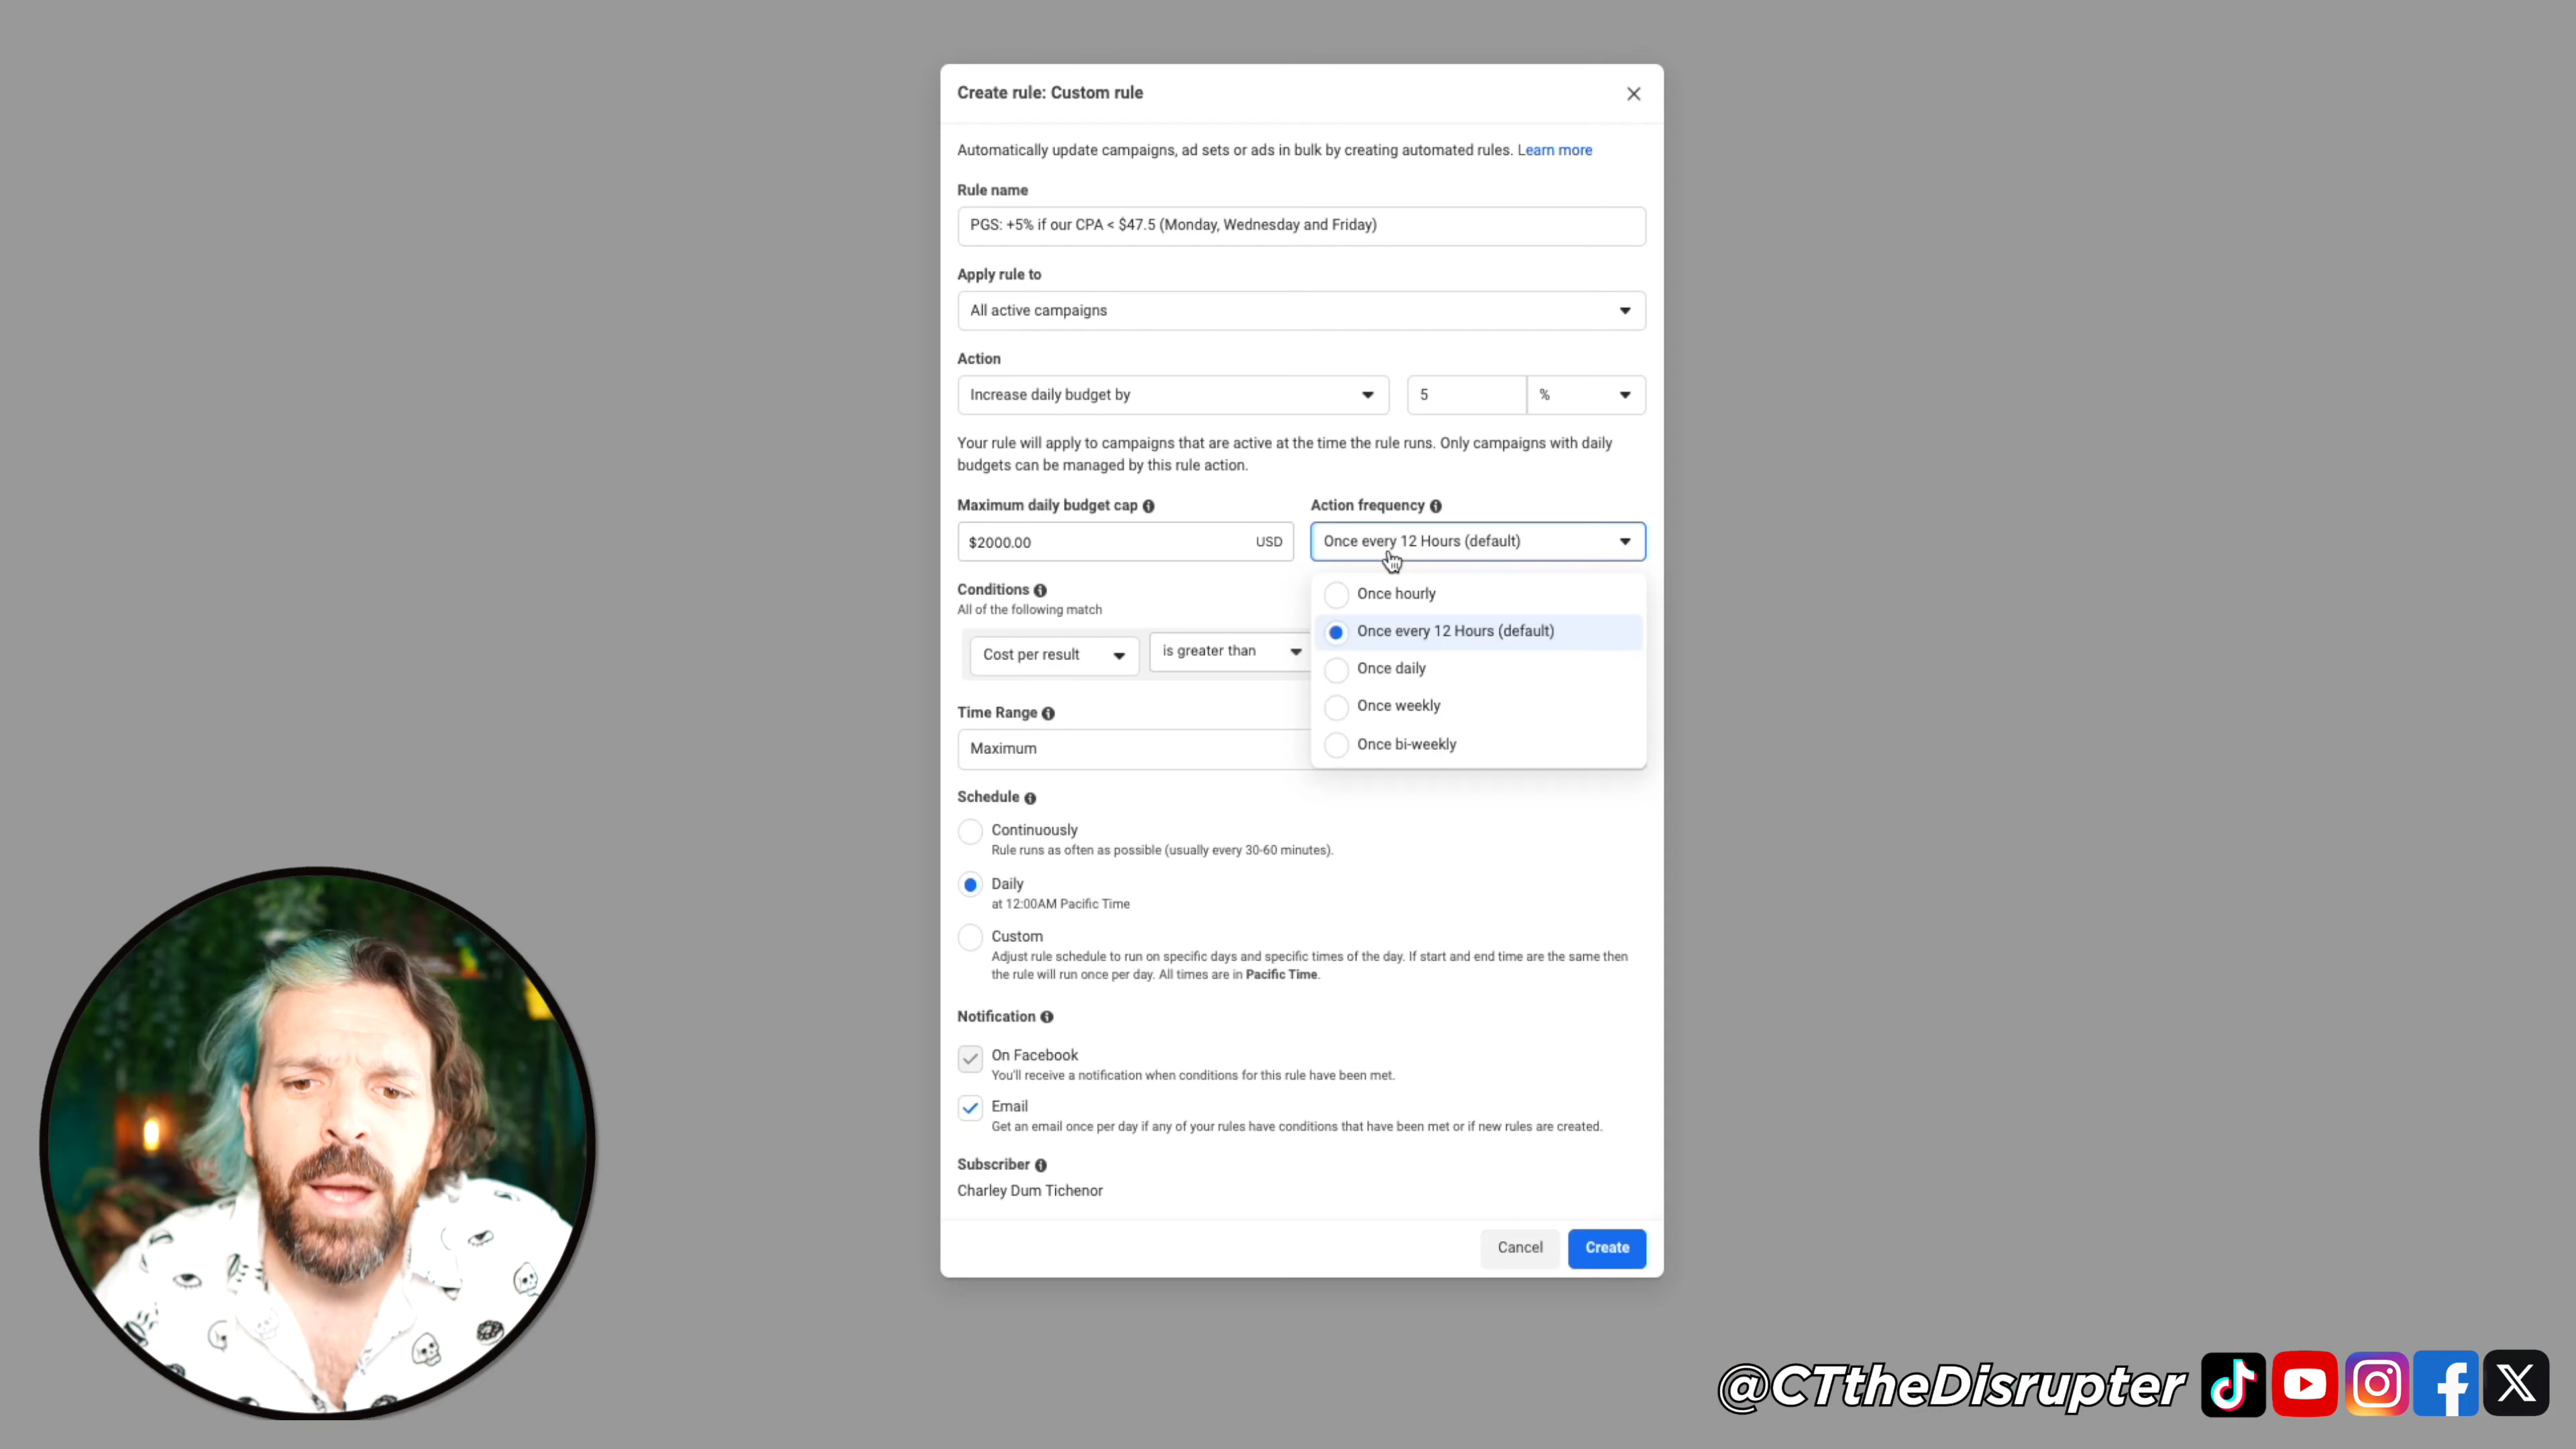 Create rule: Custom rule
Automatically update campaigns, ad sets or ads in bulk by creating automated rules. Learn more
Rule name
PGS: +5% if our CPA < $47.5 (Monday, Wednesday and Friday)
Apply rule to
All active campaigns
Action
Increase daily budget by
5
%
Your rule will apply to campaigns that are active at the time the rule runs. Only campaigns with daily
budgets can be managed by this rule action.
Maximum daily budget cap
Action frequency
$2000.00
USD
Once every 12 Hours (default)
Conditions
All of the following match
Cost per result
is greater than
Once hourly
Once every 12 Hours (default)
Once daily
Once weekly
Once bi-weekly
Time Range
Maximum
Schedule
Continuously
Rule runs as often as possible (usually every 30-60 minutes).
Daily
at 12:00AM Pacific Time
Custom
Adjust rule schedule to run on specific days and specific times of the day. If start and end time are the same then
the rule will run once per day. All times are in Pacific Time.
Notification
On Facebook
You'll receive a notification when conditions for this rule have been met.
Email
Get an email once per day if any of your rules have conditions that have been met or if new rules are created.
Subscriber
Charley Dum Tichenor
Cancel
Create
@CTtheDisrupter